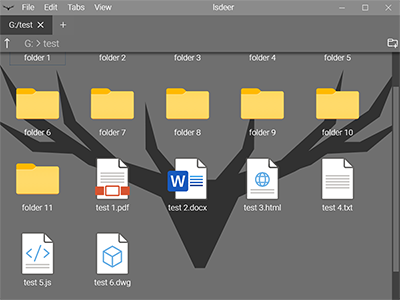 File Edit Tabs View lsdeer
G:/test
G: > test
folder 1 folder 2 folder 3 folder 4 folder 5
folder 6 folder 7 folder 8 folder 9 folder 10
folder 11 test 1.pdf test 2.docx test 3.html test 4.txt
W
test 5.js test 6.dwg